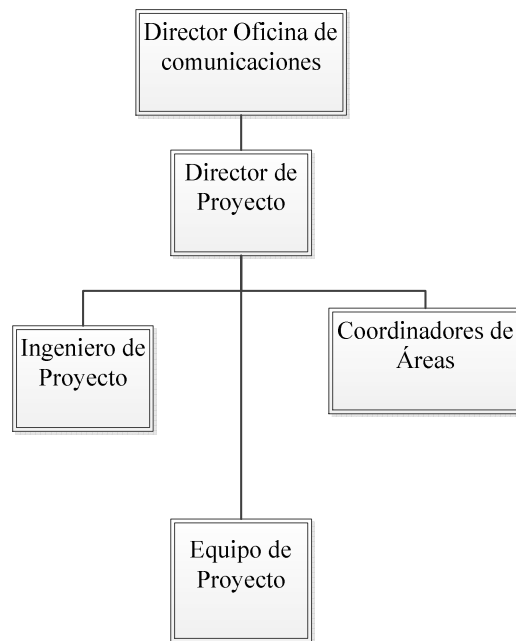 Director Oficina de
comunicaciones
Director de
Proyecto
Ingeniero de
Proyecto
Coordinadores de
Áreas
Equipo de
Proyecto